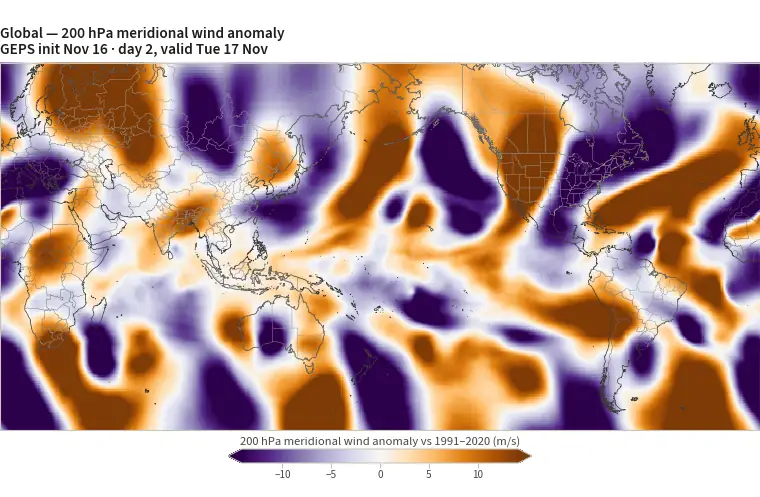 Global — 200 hPa meridional wind anomaly
GEPS init Nov 16 · day 2, valid Tue 17 Nov
200 hPa meridional wind anomaly vs 1991–2020 (m/s)
−10 −5 0 5 10